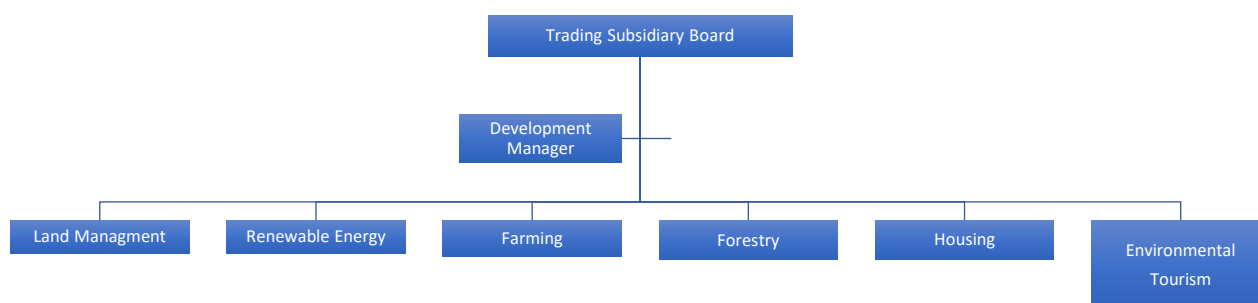 Trading Subsidiary Board
Development
Manager
Land Managment
Renewable Energy
Farming
Forestry
Housing
Environmental
Tourism